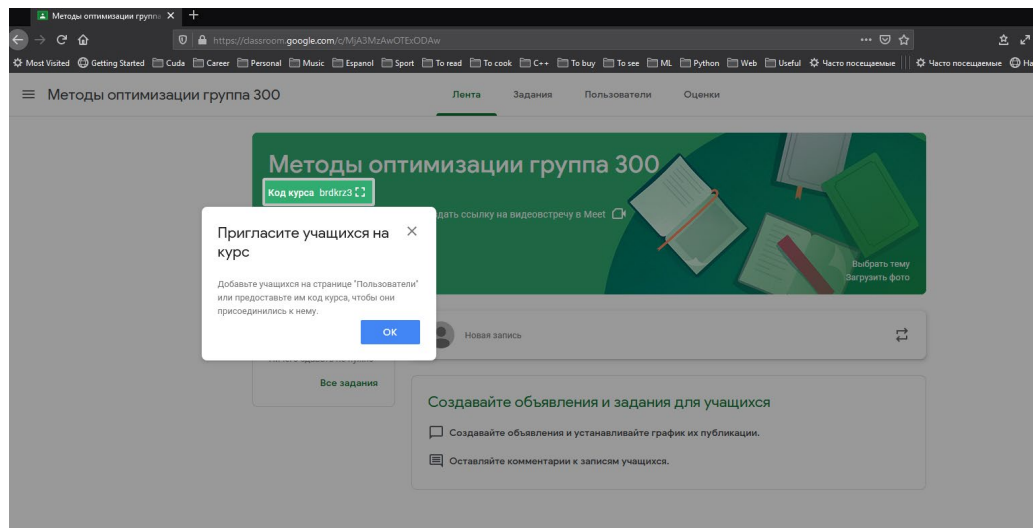 Методы оптимизации групп
https://classroom.google.com/c/MjA3MzAwOTExODAw
Most Visited Getting Started Cuda Career Personal Music Espanol Sport To read To cook C++ To buy To see ML Python Web Useful Часто посещаемые Часто посещаемые
Методы оптимизации группа 300 Лента Задания Пользователи Оценки
Методы оптимизации группа 300
Код курса brdkrz3
ссылку на видеовстречу в Meet
Выбрать тему
Загрузить фото
Пригласите учащихся на
курс
Добавьте учащихся на странице "Пользователи"
или предоставьте им код курса, чтобы они
присоединились к нему.
ОК
Новая запись
Все задания
Создавайте объявления и задания для учащихся
Создавайте объявления и устанавливайте график их публикации.
Оставляйте комментарии к записям учащихся.